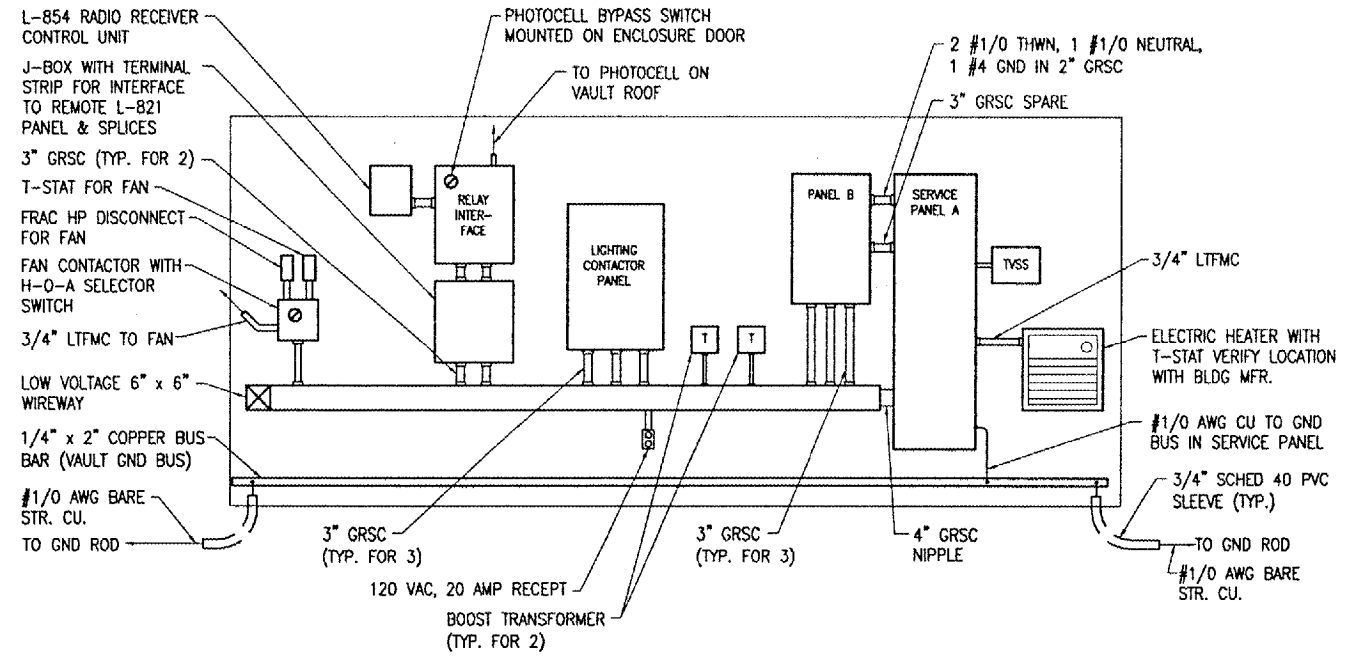 L-854 RADIO RECEIVER
CONTROL UNIT
J-BOX WITH TERMINAL
STRIP FOR INTERFACE
TO REMOTE L-821
PANEL & SPLICES
3" GRSC (TYP. FOR 2)
T-STAT FOR FAN
FRAC HP DISCONNECT
FOR FAN
FAN CONTACTOR WITH
H-O-A SELECTOR
SWITCH
3/4" LTFMC TO FAN
LOW VOLTAGE 6" x 6"
WIREWAY
1/4" x 2" COPPER BUS
BAR (VAULT GND BUS)
#1/0 AWG BARE
STR. CU.
TO GND ROD
PHOTOCELL BYPASS SWITCH
MOUNTED ON ENCLOSURE DOOR
TO PHOTOCELL ON
VAULT ROOF
RELAY
INTER-
FACE
LIGHTING
CONTACTOR
PANEL
T
T
PANEL B
SERVICE
PANEL A
TVSS
2 #1/0 THWN, 1 #1/0 NEUTRAL,
1 #4 GND IN 2" GRSC
3" GRSC SPARE
3/4" LTFMC
ELECTRIC HEATER WITH
T-STAT VERIFY LOCATION
WITH BLDG MFR.
#1/0 AWG CU TO GND
BUS IN SERVICE PANEL
3/4" SCHED 40 PVC
SLEEVE (TYP.)
TO GND ROD
#1/0 AWG BARE
STR. CU.
3" GRSC
(TYP. FOR 3)
120 VAC, 20 AMP RECEPT
BOOST TRANSFORMER
(TYP. FOR 2)
3" GRSC
(TYP. FOR 3)
4" GRSC
NIPPLE